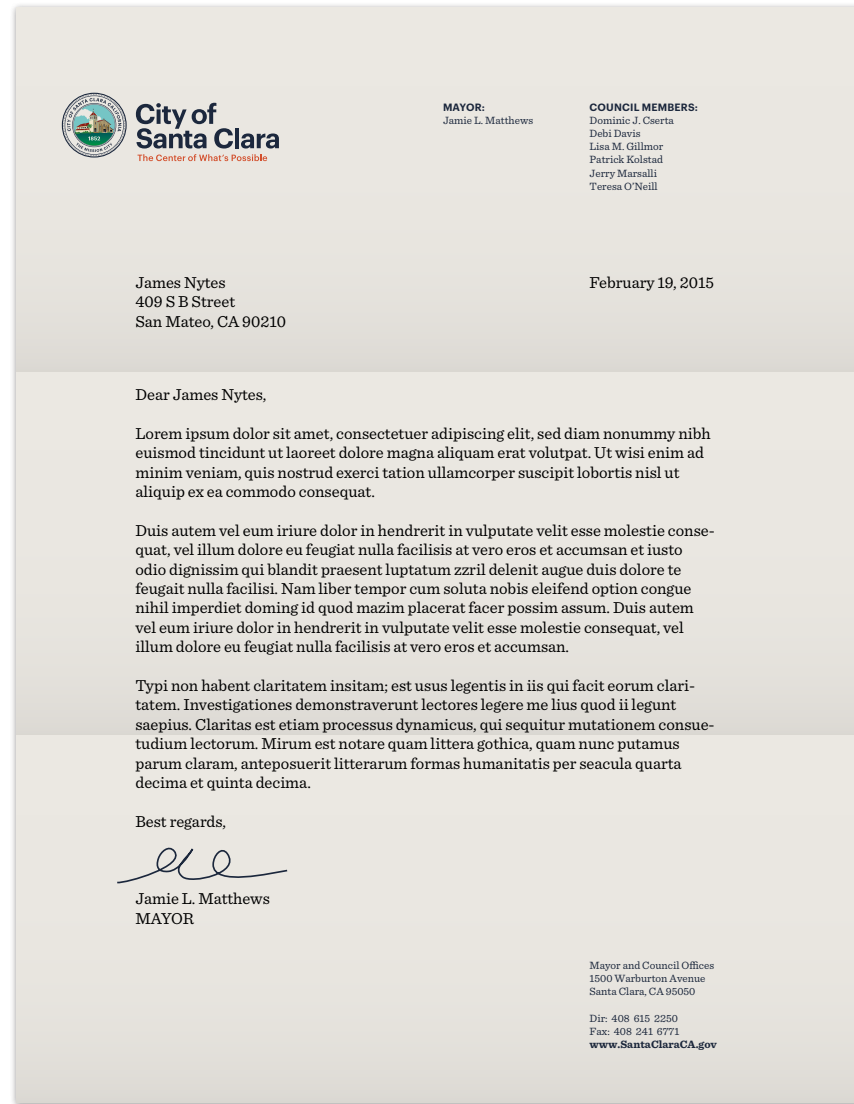 CITY OF SANTA CLARA CALIFORNIA
1852
THE MISSION CITY
City of
Santa Clara
The Center of What's Possible
MAYOR:
Jamie L. Matthews
COUNCIL MEMBERS:
Dominic J. Cserta
Debi Davis
Lisa M. Gillmor
Patrick Kolstad
Jerry Marsalli
Teresa O'Neill
James Nytes
409 S B Street
San Mateo, CA 90210
February 19, 2015
Dear James Nytes,
Lorem ipsum dolor sit amet, consectetuer adipiscing elit, sed diam nonummy nibh
euismod tincidunt ut laoreet dolore magna aliquam erat volutpat. Ut wisi enim ad
minim veniam, quis nostrud exerci tation ullamcorper suscipit lobortis nisl ut
aliquip ex ea commodo consequat.
Duis autem vel eum iriure dolor in hendrerit in vulputate velit esse molestie conse-
quat, vel illum dolore eu feugiat nulla facilisis at vero eros et accumsan et iusto
odio dignissim qui blandit praesent luptatum zzril delenit augue duis dolore te
feugait nulla facilisi. Nam liber tempor cum soluta nobis eleifend option congue
nihil imperdiet doming id quod mazim placerat facer possim assum. Duis autem
vel eum iriure dolor in hendrerit in vulputate velit esse molestie consequat, vel
illum dolore eu feugiat nulla facilisis at vero eros et accumsan.
Typi non habent claritatem insitam; est usus legentis in iis qui facit eorum clari-
tatem. Investigationes demonstraverunt lectores legere me lius quod ii legunt
saepius. Claritas est etiam processus dynamicus, qui sequitur mutationem consue-
tudium lectorum. Mirum est notare quam littera gothica, quam nunc putamus
parum claram, anteposuerit litterarum formas humanitatis per seacula quarta
decima et quinta decima.
Best regards,
Jamie L. Matthews
MAYOR
Mayor and Council Offices
1500 Warburton Avenue
Santa Clara, CA 95050
Dir: 408 615 2250
Fax: 408 241 6771
www.SantaClaraCA.gov